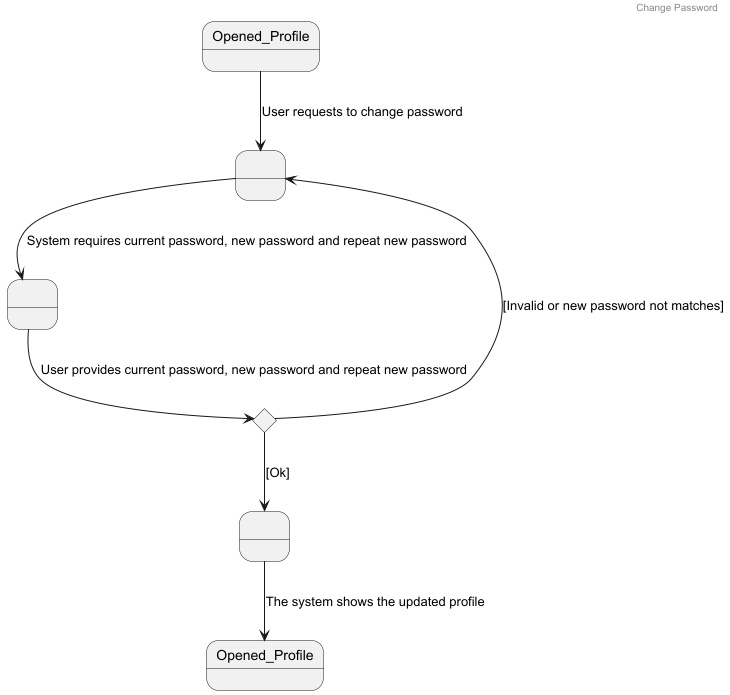 Change Password
Opened_Profile
User requests to change password
System requires current password, new password and repeat new password
[Invalid or new password not matches]
User provides current password, new password and repeat new password
[Ok]
The system shows the updated profile
Opened_Profile